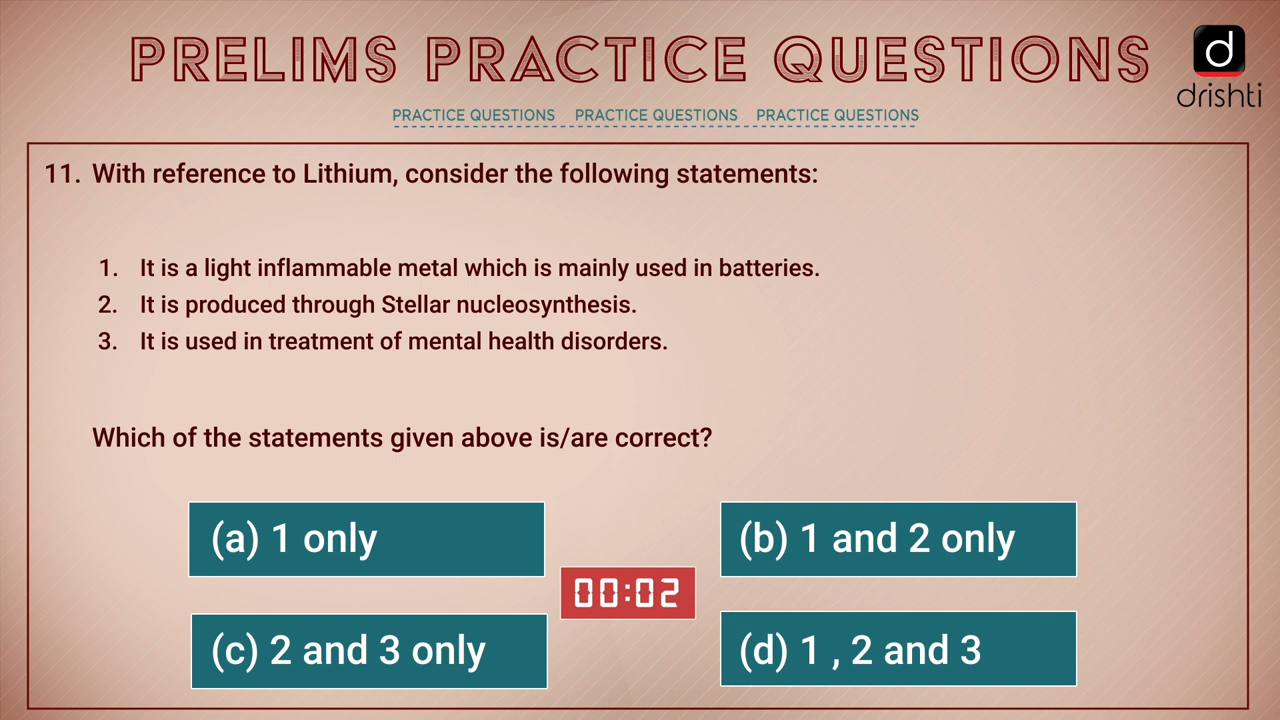 PRELIMS PRACTICE QUESTIONS
drishti
PRACTICE QUESTIONS PRACTICE QUESTIONS PRACTICE QUESTIONS
11. With reference to Lithium, consider the following statements:
1. It is a light inflammable metal which is mainly used in batteries.
2. It is produced through Stellar nucleosynthesis.
3. It is used in treatment of mental health disorders.
Which of the statements given above is/are correct?
(a) 1 only
(b) 1 and 2 only
00:02
(c) 2 and 3 only
(d) 1 , 2 and 3